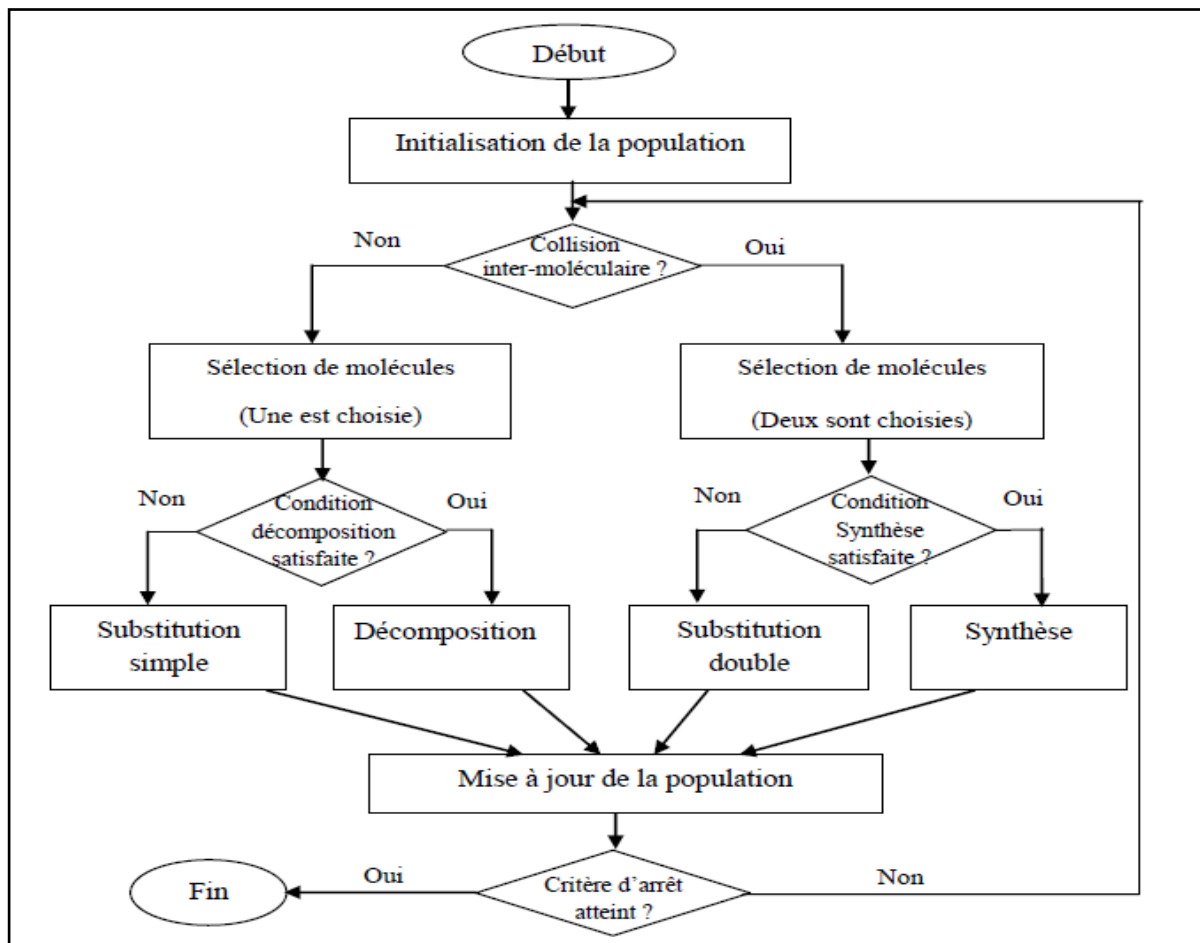 Début
Initialisation de la population
Non
Collision
inter-moléculaire ?
Oui
Sélection de molécules
(Une est choisie)
Sélection de molécules
(Deux sont choisies)
Non
Condition
décomposition
satisfaite ?
Oui
Non
Condition
Synthèse
satisfaite ?
Oui
Substitution
simple
Décomposition
Substitution
double
Synthèse
Mise à jour de la population
Fin
Oui
Critère d'arrêt
atteint ?
Non